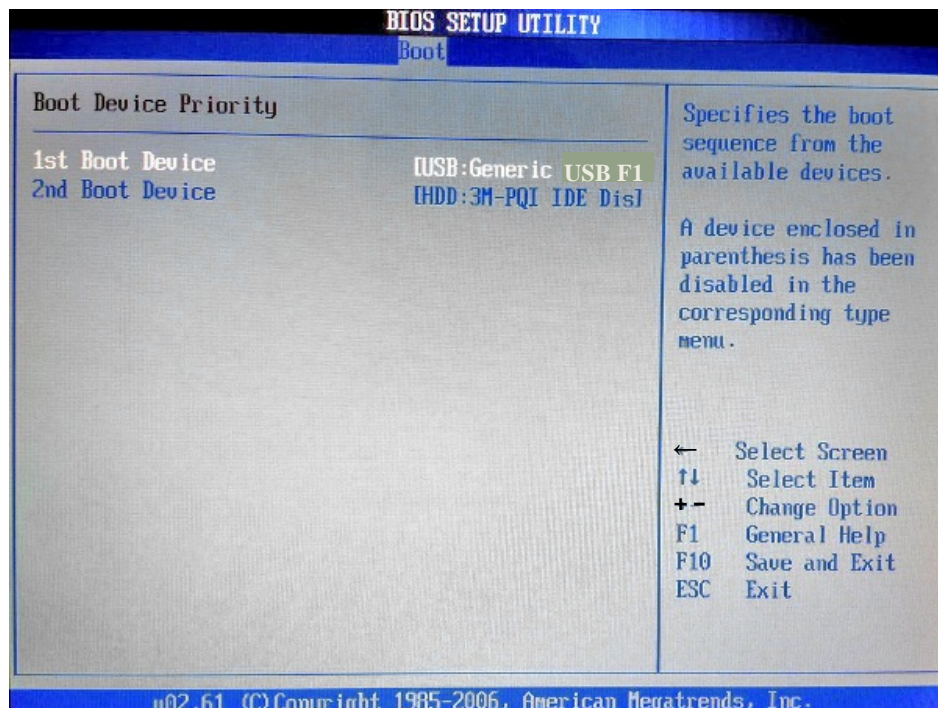 BIOS SETUP UTILITY
Boot
Boot Device Priority
1st Boot Device [USB:Generic USB F1
2nd Boot Device [HDD:3M-PQI IDE Dis]
Specifies the boot
sequence from the
available devices.
A device enclosed in
parenthesis has been
disabled in the
corresponding type
menu.
← Select Screen
↑↓ Select Item
+- Change Option
F1 General Help
F10 Save and Exit
ESC Exit
v02.61 (C)Copyright 1985-2006, American Megatrends, Inc.